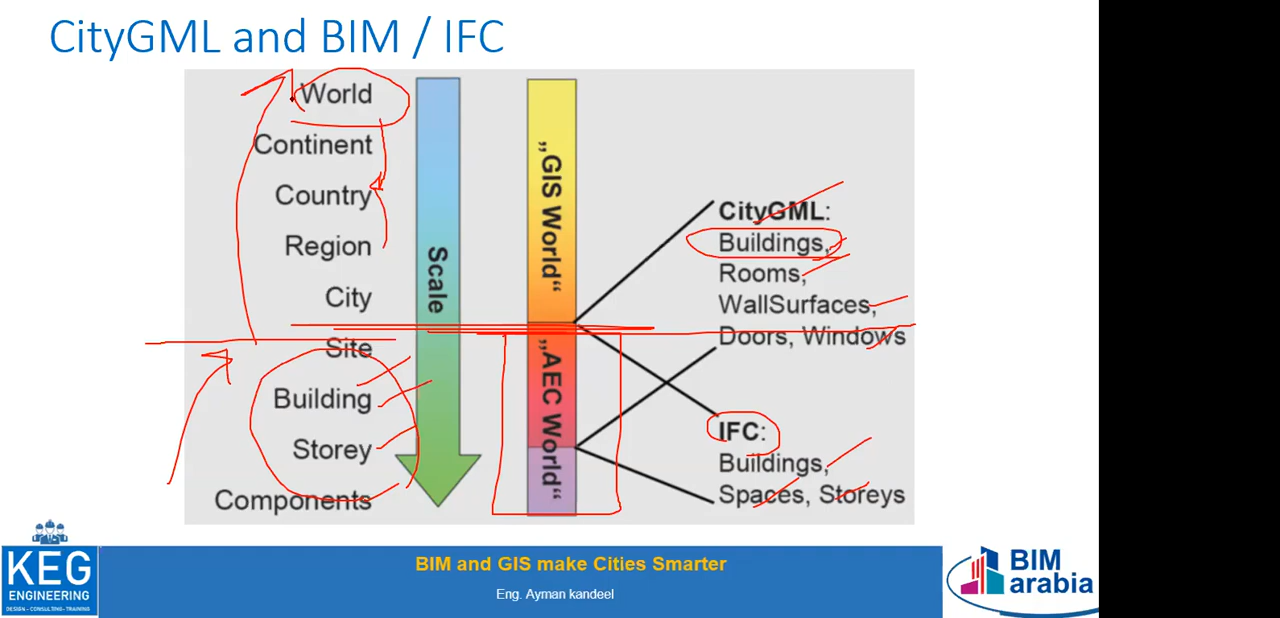 CityGML and BIM / IFC
World
Continent
Country
Region
City
Site
Building
Storey
Components
Scale
„GIS World“
„AEC World“
CityGML:
Buildings,
Rooms,
WallSurfaces,
Doors, Windows
IFC:
Buildings,
Spaces, Storeys
KEG
ENGINEERING
DESIGN - CONSULTING - TRAINING
BIM and GIS make Cities Smarter
Eng. Ayman kandeel
BIM
arabia